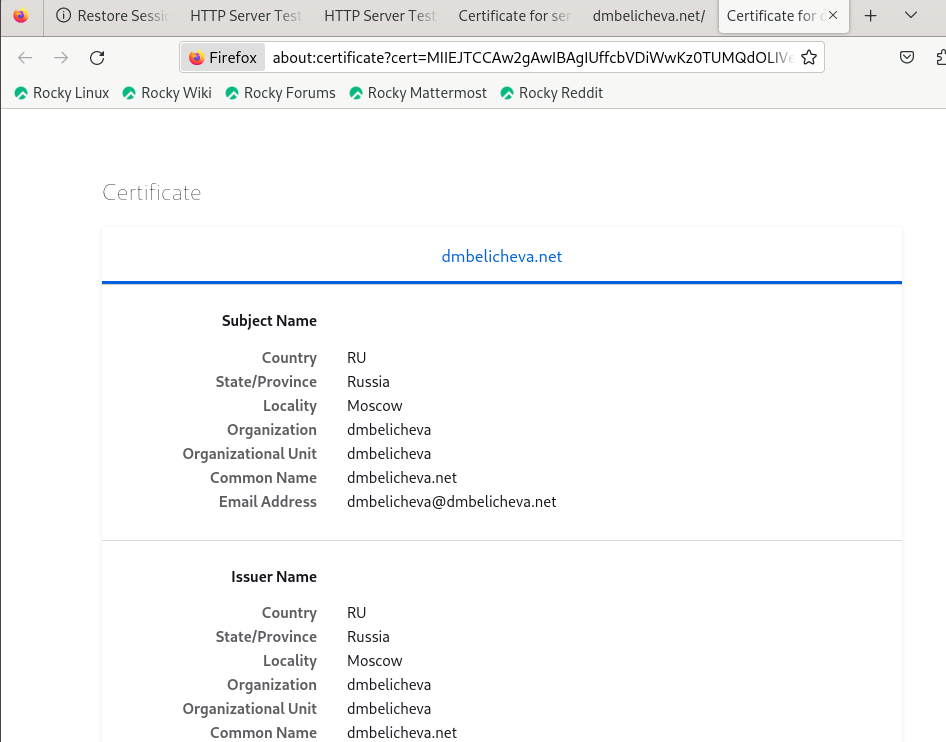 Restore Sessio HTTP Server Test HTTP Server Test Certificate for ser dmbelicheva.net/ Certificate for
Firefox about:certificate?cert=MIIEJTCCAw2gAwIBAgIUffcbVDiWwKz0TUMQdOLIVe
Rocky Linux Rocky Wiki Rocky Forums Rocky Mattermost Rocky Reddit
Certificate
dmbelicheva.net
Subject Name
Country RU
State/Province Russia
Locality Moscow
Organization dmbelicheva
Organizational Unit dmbelicheva
Common Name dmbelicheva.net
Email Address dmbelicheva@dmbelicheva.net
Issuer Name
Country RU
State/Province Russia
Locality Moscow
Organization dmbelicheva
Organizational Unit dmbelicheva
Common Name dmbelicheva.net